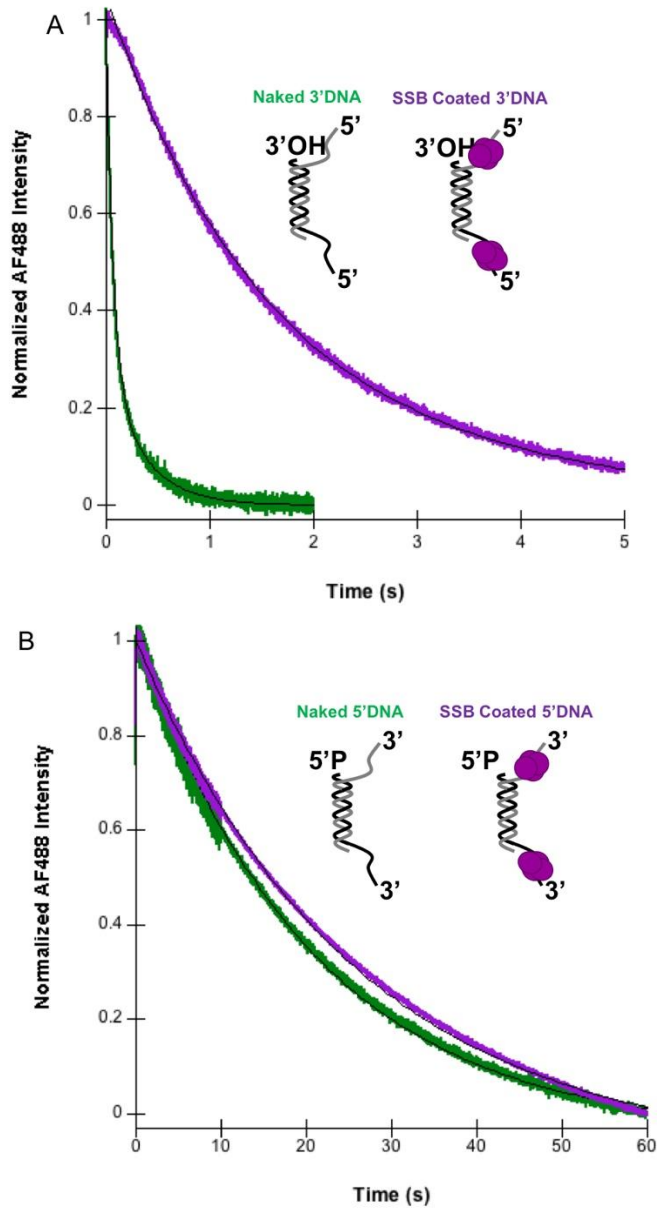 A
Normalized AF488 Intensity
1
0.8
0.6
0.4
0.2
0
Naked 3’DNA
SSB Coated 3’DNA
3’OH
5’
5’
3’OH
5’
5’
0
1
2
3
4
5
Time (s)
B
Normalized AF488 Intensity
1
0.8
0.6
0.4
0.2
0
Naked 5’DNA
SSB Coated 5’DNA
5’P
3’
3’
5’P
3’
3’
0
10
20
30
40
50
60
Time (s)